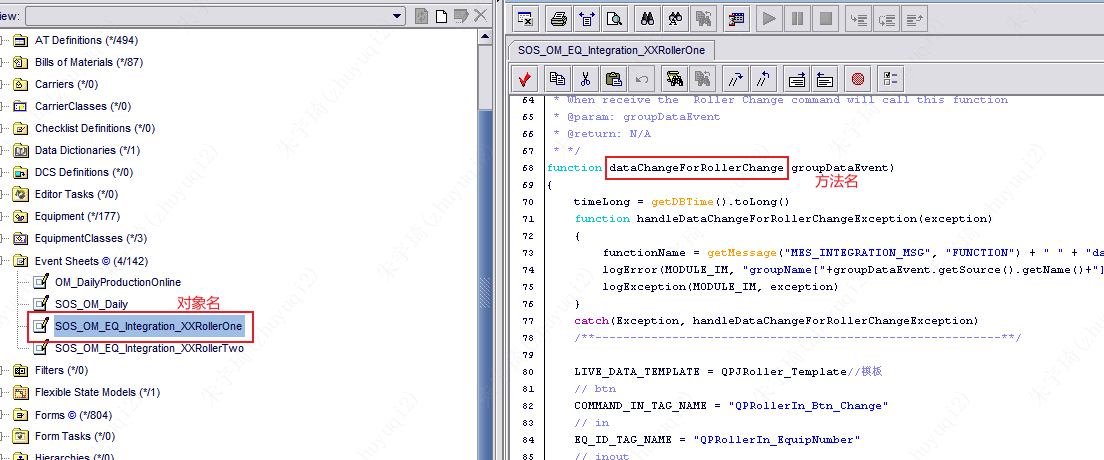 View:
AT Definitions (*/494)
Bills of Materials (*/87)
Carriers (*/0)
CarrierClasses (*/0)
Checklist Definitions (*/0)
Data Dictionaries (*/1)
DCS Definitions (*/0)
Editor Tasks (*/0)
Equipment (*/177)
EquipmentClasses (*/3)
Event Sheets © (4/142)
OM_DailyProductionOnline
SOS_OM_Daily
对象名
SOS_OM_EQ_Integration_XXRollerOne
SOS_OM_EQ_Integration_XXRollerTwo
Filters (*/0)
Flexible State Models (*/1)
Forms © (*/804)
Form Tasks (*/0)
Hierarchies (*/0)
SOS_OM_EQ_Integration_XXRollerOne
64 * When receive the Roller Change command will call this function
65 * @param: groupDataEvent
66 * @return: N/A
67 * */
68 function dataChangeForRollerChange groupDataEvent)
方法名
69 {
70 timeLong = getDBTime().toLong()
71 function handleDataChangeForRollerChangeException(exception)
72 {
73 functionName = getMessage("MES_INTEGRATION_MSG", "FUNCTION") + " " + "da
74 logError(MODULE_IM, "groupName["+groupDataEvent.getSource().getName()+"]
75 logException(MODULE_IM, exception)
76 }
77 catch(Exception, handleDataChangeForRollerChangeException)
78 /**----------------------------------------------------------**/
79
80 LIVE_DATA_TEMPLATE = QPJRoller_Template//模板
81 // btn
82 COMMAND_IN_TAG_NAME = "QPRollerIn_Btn_Change"
83 // in
84 EQ_ID_TAG_NAME = "QPRollerIn_EquipNumber"
85 // inout